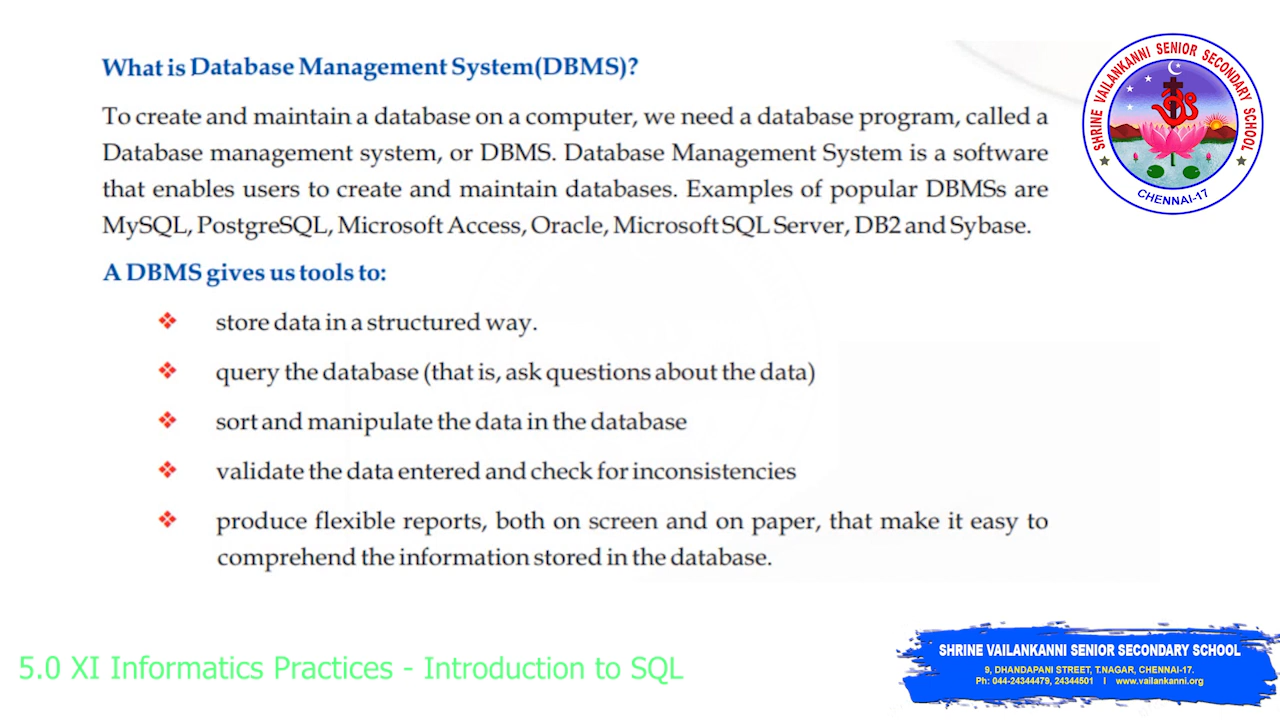 What is Database Management System(DBMS)?
To create and maintain a database on a computer, we need a database program, called a
Database management system, or DBMS. Database Management System is a software
that enables users to create and maintain databases. Examples of popular DBMSs are
MySQL, PostgreSQL, Microsoft Access, Oracle, Microsoft SQL Server, DB2 and Sybase.
A DBMS gives us tools to:
❖ store data in a structured way.
❖ query the database (that is, ask questions about the data)
❖ sort and manipulate the data in the database
❖ validate the data entered and check for inconsistencies
❖ produce flexible reports, both on screen and on paper, that make it easy to
comprehend the information stored in the database.
SHRINE VAILANKANNI SENIOR SECONDARY SCHOOL
CHENNAI-17
5.0 XI Informatics Practices - Introduction to SQL
SHRINE VAILANKANNI SENIOR SECONDARY SCHOOL
9, DHANDAPANI STREET, T.NAGAR, CHENNAI-17.
Ph: 044-24344479, 24344501 I www.vailankanni.org